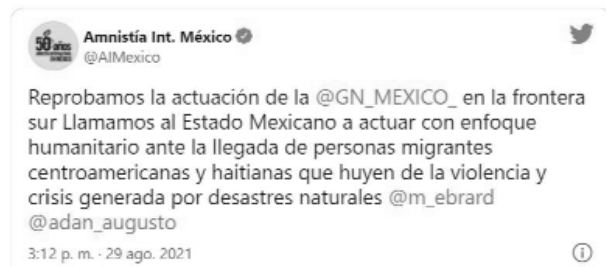 50 años
Amnistía Int. México
@AIMexico
Reprobamos la actuación de la @GN_MEXICO_ en la frontera
sur Llamamos al Estado Mexicano a actuar con enfoque
humanitario ante la llegada de personas migrantes
centroamericanas y haitianas que huyen de la violencia y
crisis generada por desastres naturales @m_ebrard
@adan_augusto
3:12 p. m. · 29 ago. 2021